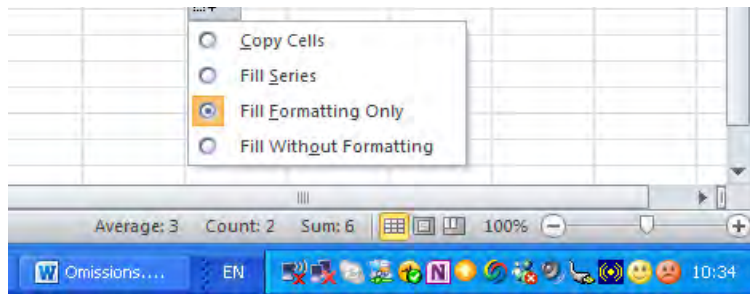 Copy Cells
Fill Series
Fill Formatting Only
Fill Without Formatting
Average: 3 Count: 2 Sum: 6 100%
W Omissions.... EN N 10:34